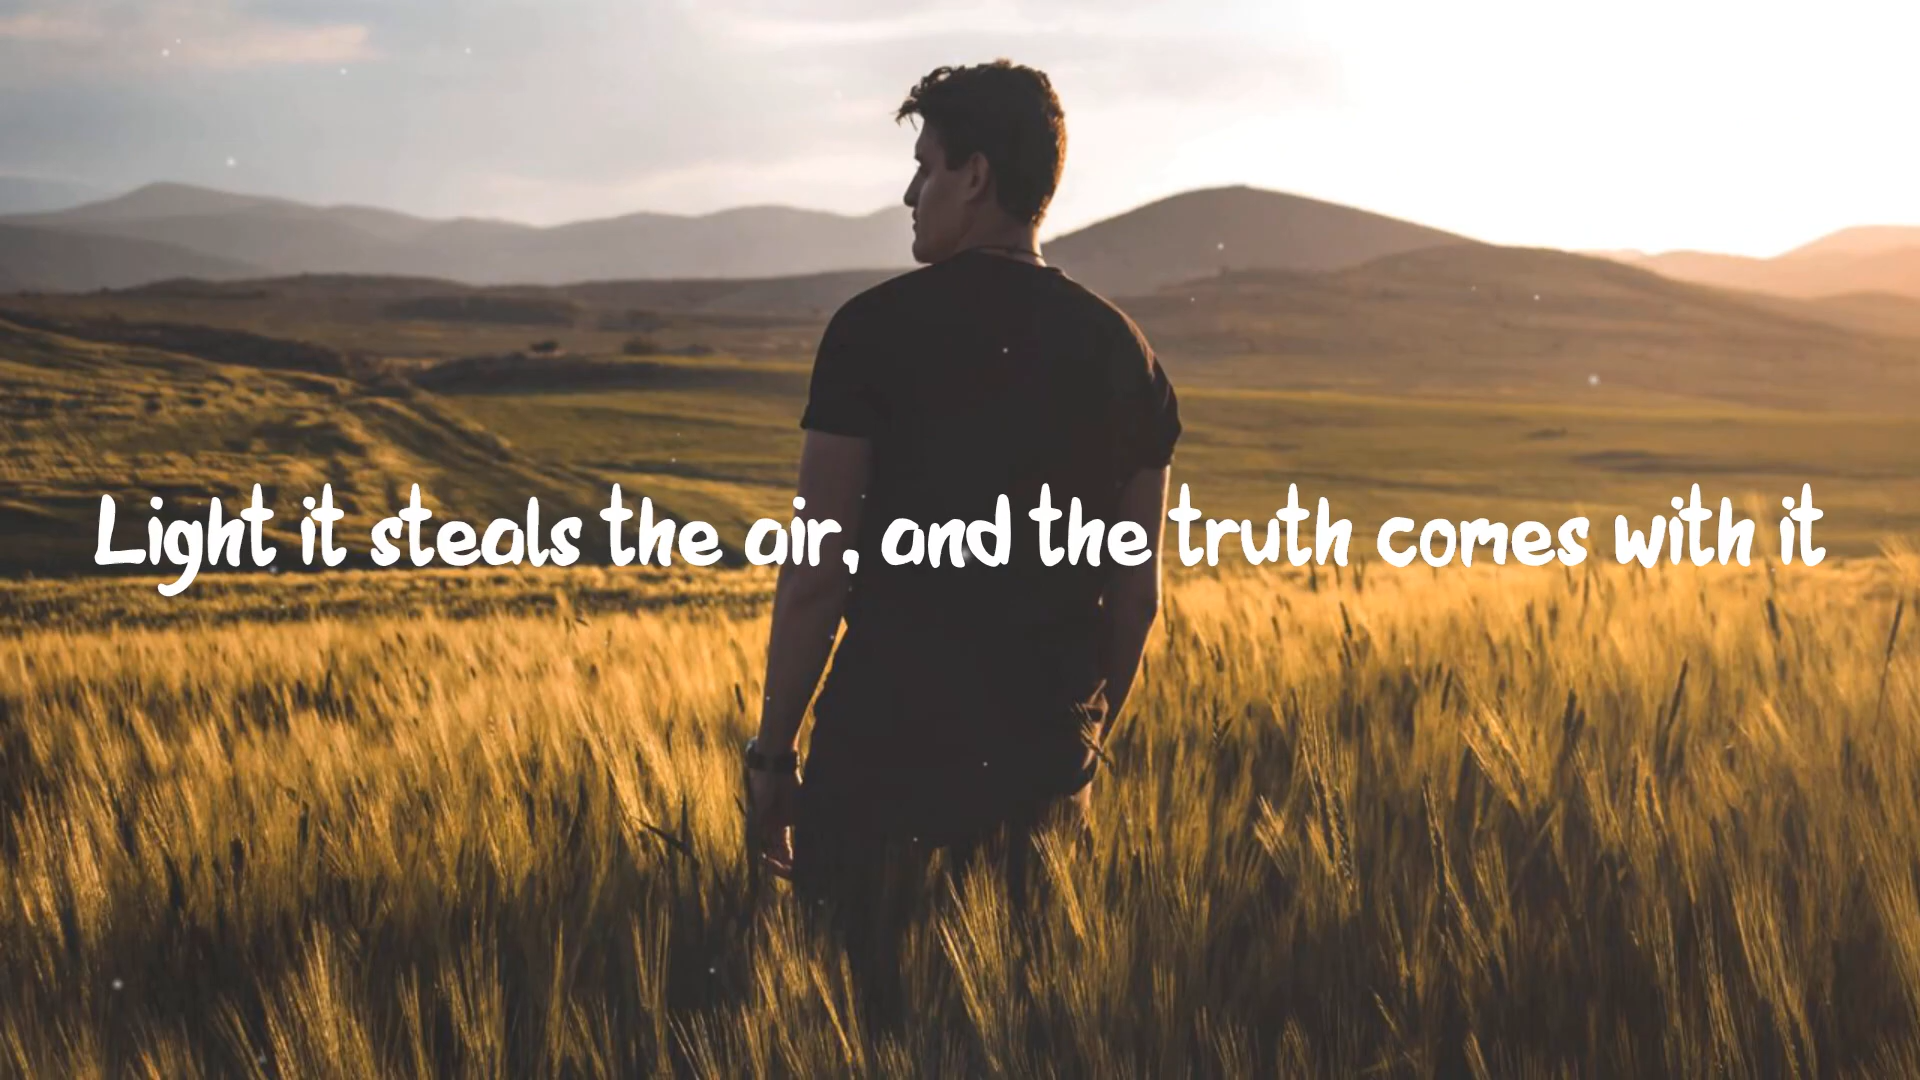 Light it steals the air, and the truth comes with it